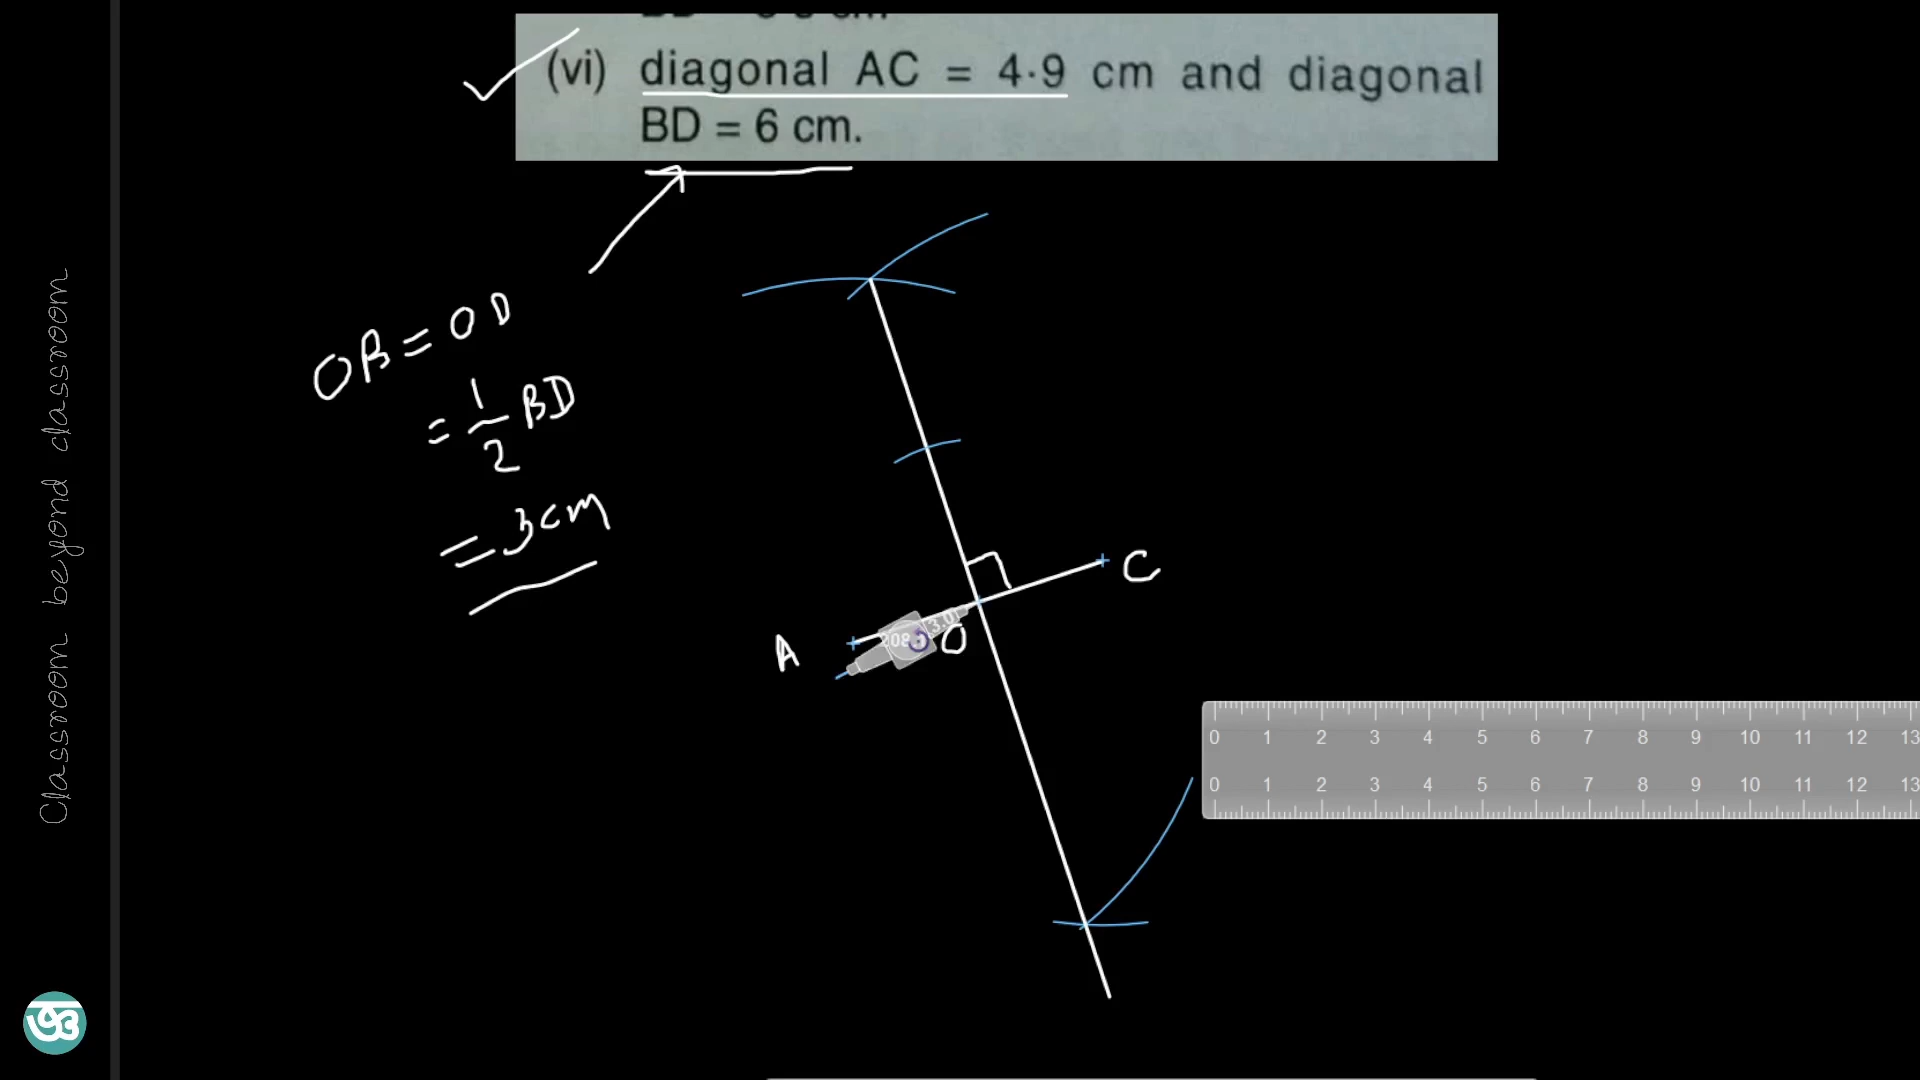 (vi) diagonal AC = 4·9 cm and diagonal
BD = 6 cm.
OB = OD
= 1/2 BD
= 3cm
C
A
O
3.0
0 1 2 3 4 5 6 7 8 9 10 11 12 13
0 1 2 3 4 5 6 7 8 9 10 11 12 13
Classroom beyond classroom